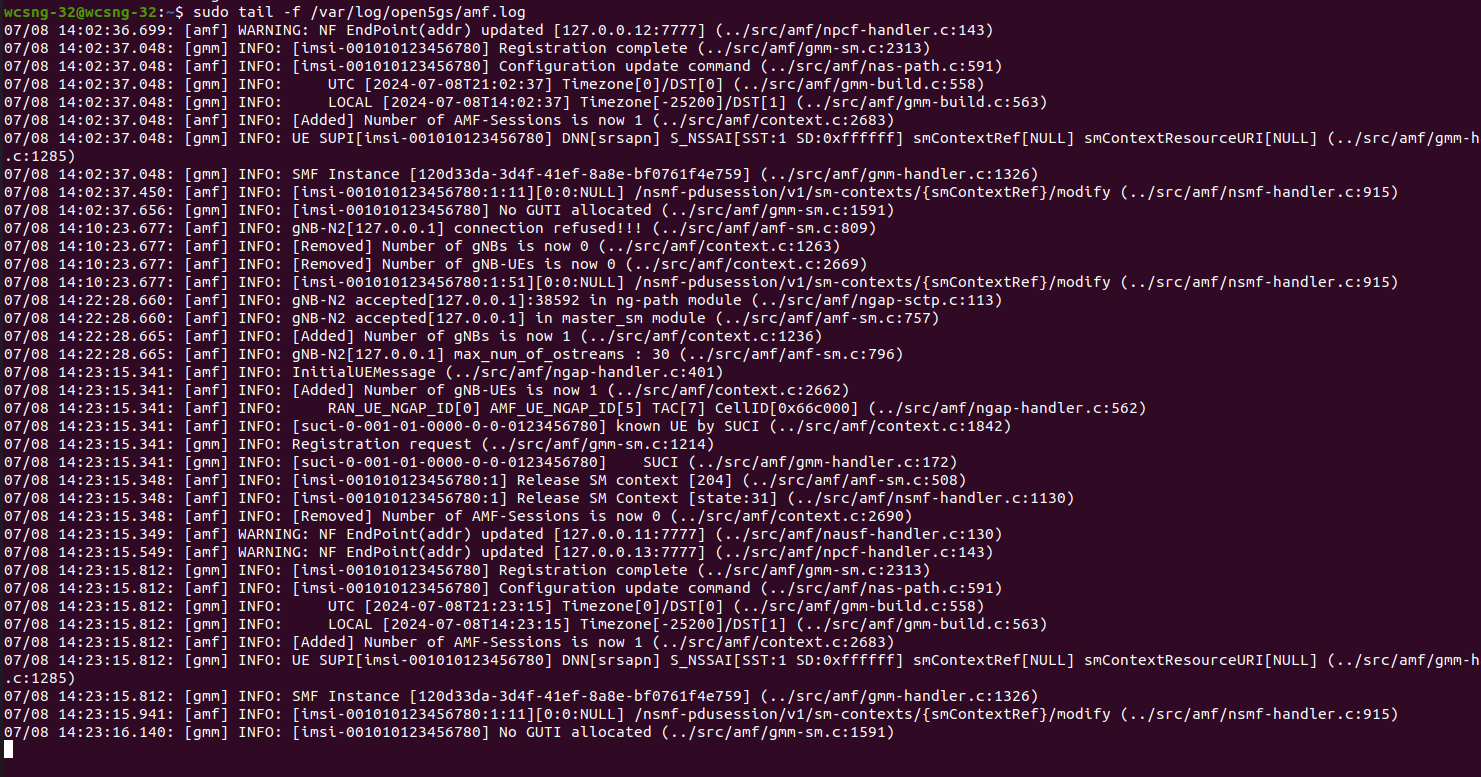 wcsng-32@wcsng-32:~$ sudo tail -f /var/log/open5gs/amf.log
07/08 14:02:36.699: [amf] WARNING: NF EndPoint(addr) updated [127.0.0.12:7777] (../src/amf/npcf-handler.c:143)
07/08 14:02:37.048: [gmm] INFO: [imsi-001010123456780] Registration complete (../src/amf/gmm-sm.c:2313)
07/08 14:02:37.048: [amf] INFO: [imsi-001010123456780] Configuration update command (../src/amf/nas-path.c:591)
07/08 14:02:37.048: [gmm] INFO:     UTC [2024-07-08T21:02:37] Timezone[0]/DST[0] (../src/amf/gmm-build.c:558)
07/08 14:02:37.048: [gmm] INFO:     LOCAL [2024-07-08T14:02:37] Timezone[-25200]/DST[1] (../src/amf/gmm-build.c:563)
07/08 14:02:37.048: [amf] INFO: [Added] Number of AMF-Sessions is now 1 (../src/amf/context.c:2683)
07/08 14:02:37.048: [gmm] INFO: UE SUPI[imsi-001010123456780] DNN[srsapn] S_NSSAI[SST:1 SD:0xffffff] smContextRef[NULL] smContextResourceURI[NULL] (../src/amf/gmm-h
.c:1285)
07/08 14:02:37.048: [gmm] INFO: SMF Instance [120d33da-3d4f-41ef-8a8e-bf0761f4e759] (../src/amf/gmm-handler.c:1326)
07/08 14:02:37.450: [amf] INFO: [imsi-001010123456780:1:11][0:0:NULL] /nsmf-pdusession/v1/sm-contexts/{smContextRef}/modify (../src/amf/nsmf-handler.c:915)
07/08 14:02:37.656: [gmm] INFO: [imsi-001010123456780] No GUTI allocated (../src/amf/gmm-sm.c:1591)
07/08 14:10:23.677: [amf] INFO: gNB-N2[127.0.0.1] connection refused!!! (../src/amf/amf-sm.c:809)
07/08 14:10:23.677: [amf] INFO: [Removed] Number of gNBs is now 0 (../src/amf/context.c:1263)
07/08 14:10:23.677: [amf] INFO: [Removed] Number of gNB-UEs is now 0 (../src/amf/context.c:2669)
07/08 14:10:23.677: [amf] INFO: [imsi-001010123456780:1:51][0:0:NULL] /nsmf-pdusession/v1/sm-contexts/{smContextRef}/modify (../src/amf/nsmf-handler.c:915)
07/08 14:22:28.660: [amf] INFO: gNB-N2 accepted[127.0.0.1]:38592 in ng-path module (../src/amf/ngap-sctp.c:113)
07/08 14:22:28.660: [amf] INFO: gNB-N2 accepted[127.0.0.1] in master_sm module (../src/amf/amf-sm.c:757)
07/08 14:22:28.665: [amf] INFO: [Added] Number of gNBs is now 1 (../src/amf/context.c:1236)
07/08 14:22:28.665: [amf] INFO: gNB-N2[127.0.0.1] max_num_of_ostreams : 30 (../src/amf/amf-sm.c:796)
07/08 14:23:15.341: [amf] INFO: InitialUEMessage (../src/amf/ngap-handler.c:401)
07/08 14:23:15.341: [amf] INFO: [Added] Number of gNB-UEs is now 1 (../src/amf/context.c:2662)
07/08 14:23:15.341: [amf] INFO:     RAN_UE_NGAP_ID[0] AMF_UE_NGAP_ID[5] TAC[7] CellID[0x66c000] (../src/amf/ngap-handler.c:562)
07/08 14:23:15.341: [amf] INFO: [suci-0-001-01-0000-0-0-0123456780] known UE by SUCI (../src/amf/context.c:1842)
07/08 14:23:15.341: [gmm] INFO: Registration request (../src/amf/gmm-sm.c:1214)
07/08 14:23:15.341: [gmm] INFO: [suci-0-001-01-0000-0-0-0123456780]    SUCI (../src/amf/gmm-handler.c:172)
07/08 14:23:15.348: [amf] INFO: [imsi-001010123456780:1] Release SM context [204] (../src/amf/amf-sm.c:508)
07/08 14:23:15.348: [amf] INFO: [imsi-001010123456780:1] Release SM Context [state:31] (../src/amf/nsmf-handler.c:1130)
07/08 14:23:15.348: [amf] INFO: [Removed] Number of AMF-Sessions is now 0 (../src/amf/context.c:2690)
07/08 14:23:15.349: [amf] WARNING: NF EndPoint(addr) updated [127.0.0.11:7777] (../src/amf/nausf-handler.c:130)
07/08 14:23:15.549: [amf] WARNING: NF EndPoint(addr) updated [127.0.0.13:7777] (../src/amf/npcf-handler.c:143)
07/08 14:23:15.812: [gmm] INFO: [imsi-001010123456780] Registration complete (../src/amf/gmm-sm.c:2313)
07/08 14:23:15.812: [amf] INFO: [imsi-001010123456780] Configuration update command (../src/amf/nas-path.c:591)
07/08 14:23:15.812: [gmm] INFO:     UTC [2024-07-08T21:23:15] Timezone[0]/DST[0] (../src/amf/gmm-build.c:558)
07/08 14:23:15.812: [gmm] INFO:     LOCAL [2024-07-08T14:23:15] Timezone[-25200]/DST[1] (../src/amf/gmm-build.c:563)
07/08 14:23:15.812: [amf] INFO: [Added] Number of AMF-Sessions is now 1 (../src/amf/context.c:2683)
07/08 14:23:15.812: [gmm] INFO: UE SUPI[imsi-001010123456780] DNN[srsapn] S_NSSAI[SST:1 SD:0xffffff] smContextRef[NULL] smContextResourceURI[NULL] (../src/amf/gmm-h
.c:1285)
07/08 14:23:15.812: [gmm] INFO: SMF Instance [120d33da-3d4f-41ef-8a8e-bf0761f4e759] (../src/amf/gmm-handler.c:1326)
07/08 14:23:15.941: [amf] INFO: [imsi-001010123456780:1:11][0:0:NULL] /nsmf-pdusession/v1/sm-contexts/{smContextRef}/modify (../src/amf/nsmf-handler.c:915)
07/08 14:23:16.140: [gmm] INFO: [imsi-001010123456780] No GUTI allocated (../src/amf/gmm-sm.c:1591)